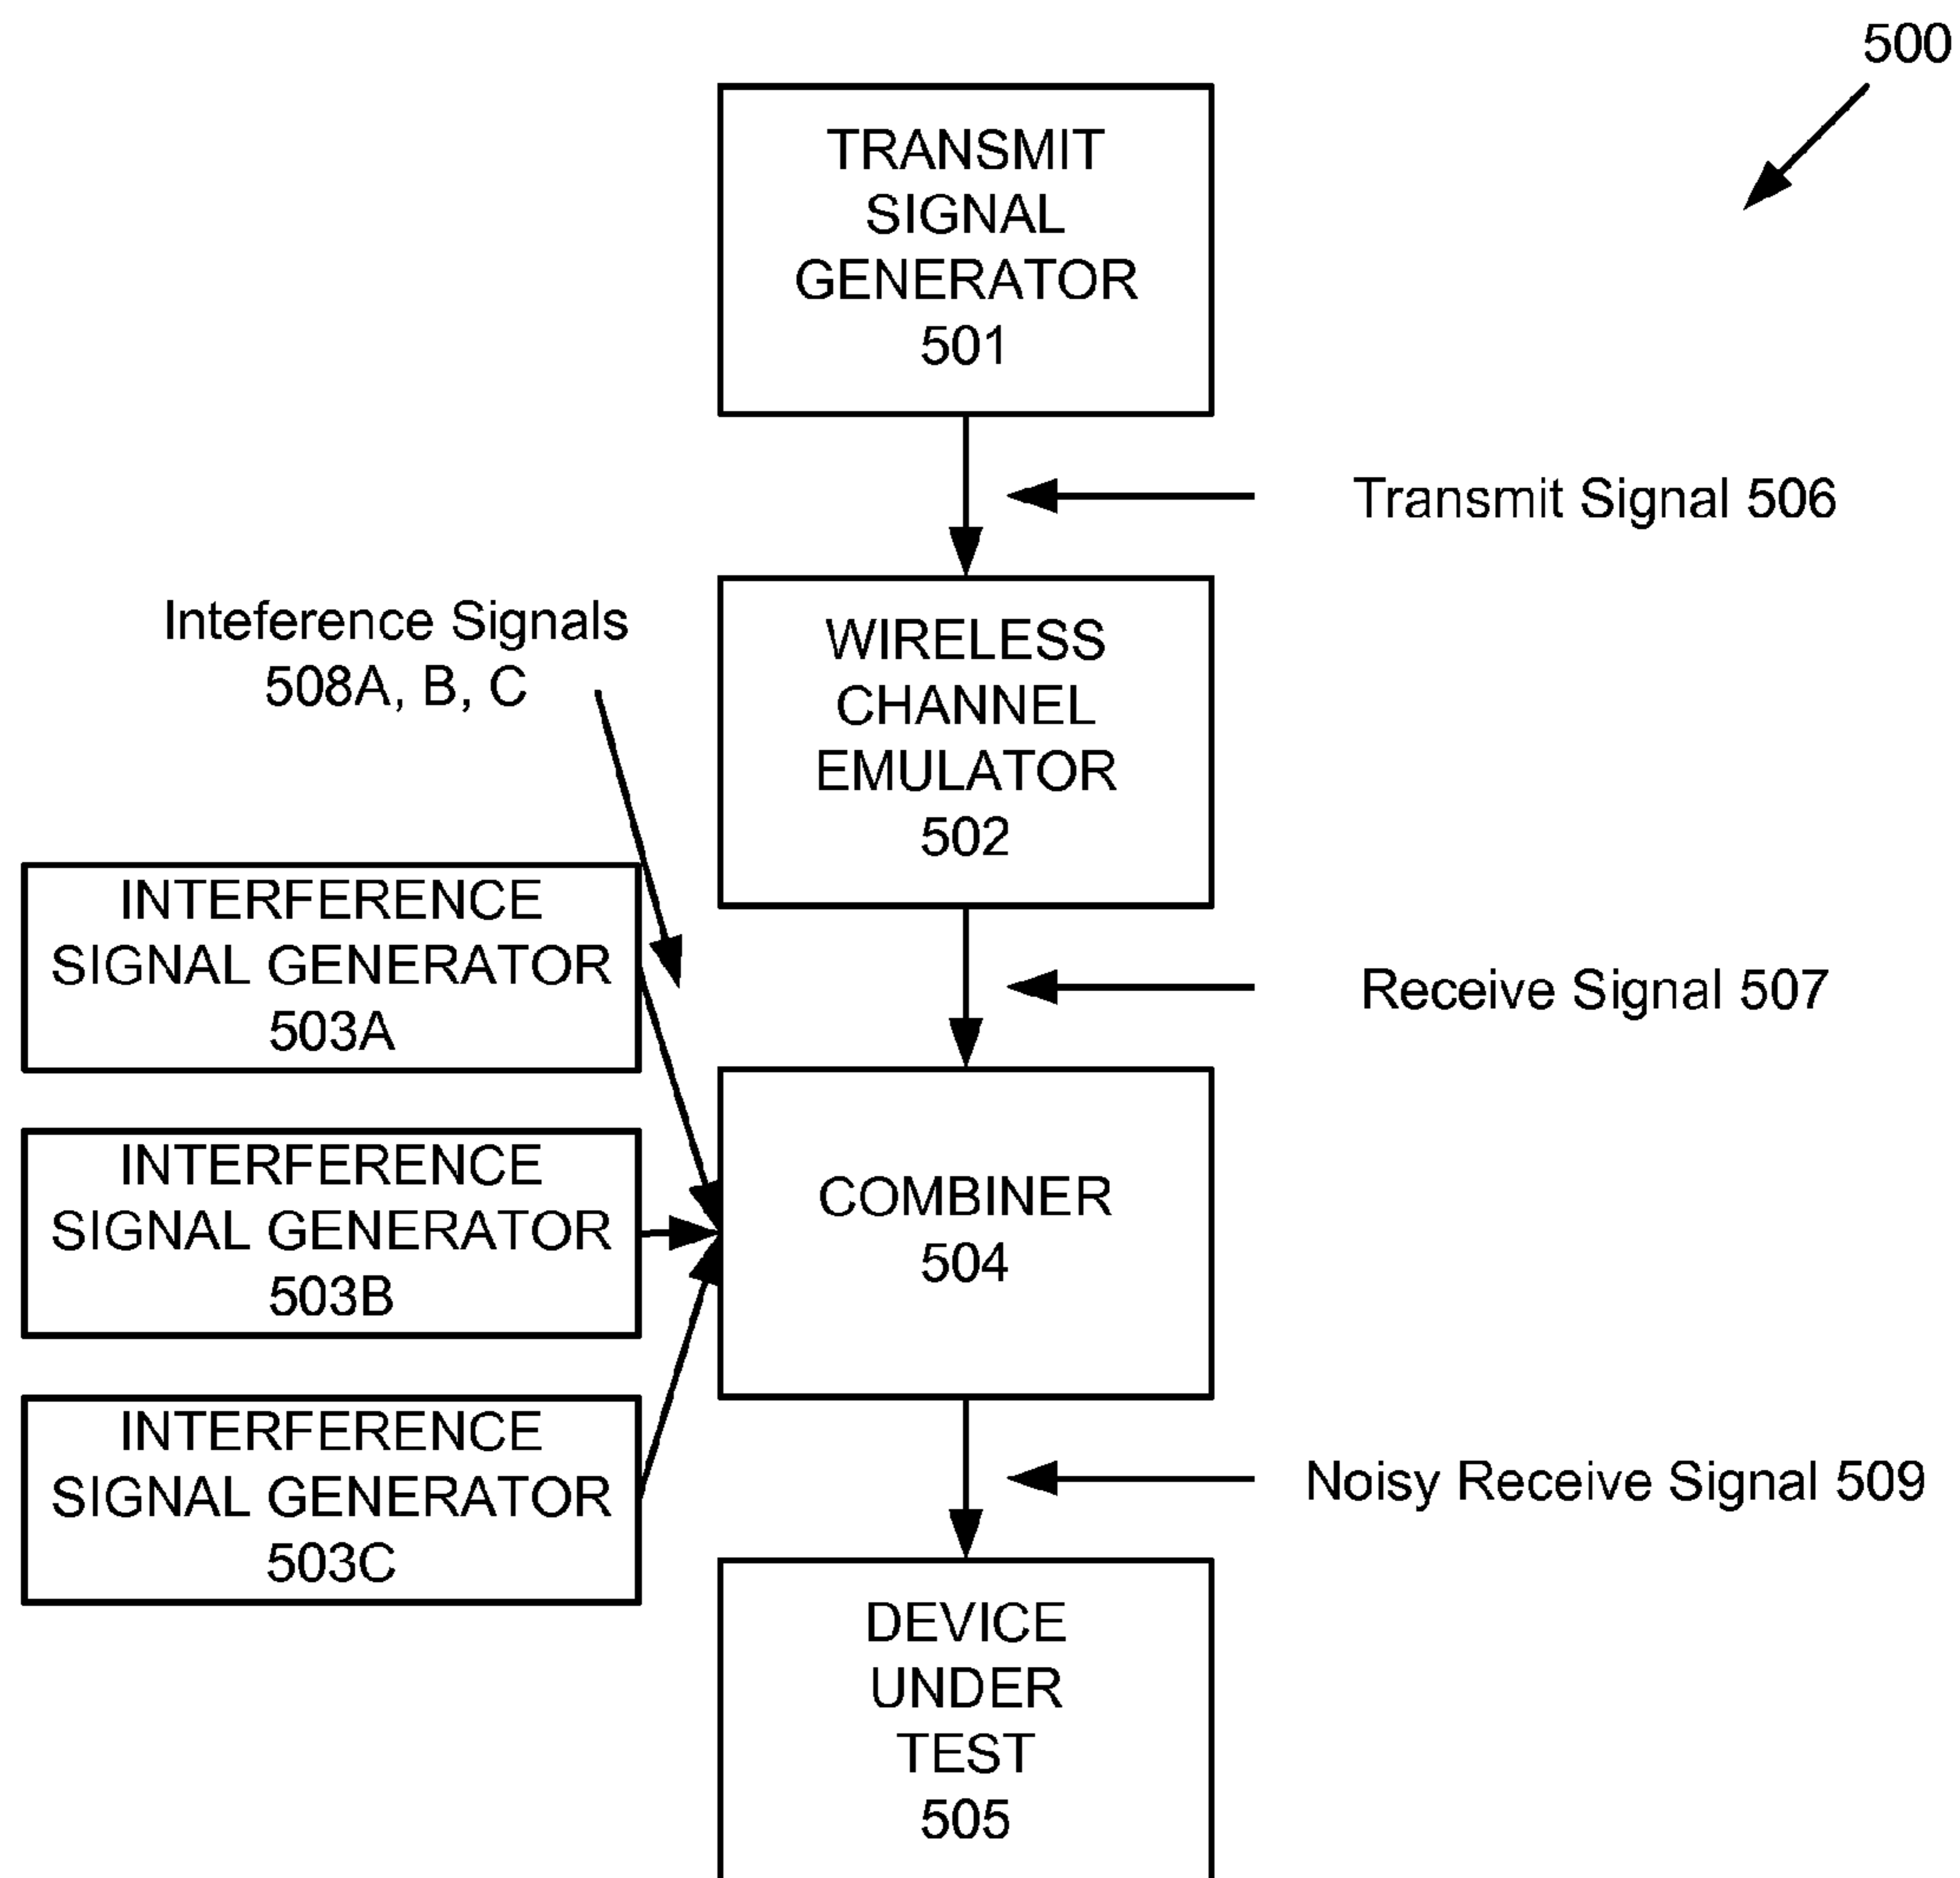 500
TRANSMIT
SIGNAL
GENERATOR
501
Transmit Signal 506
Inteference Signals
508A, B, C
WIRELESS
CHANNEL
EMULATOR
502
INTERFERENCE
SIGNAL GENERATOR
503A
Receive Signal 507
INTERFERENCE
SIGNAL GENERATOR
503B
COMBINER
504
INTERFERENCE
SIGNAL GENERATOR
503C
Noisy Receive Signal 509
DEVICE
UNDER
TEST
505